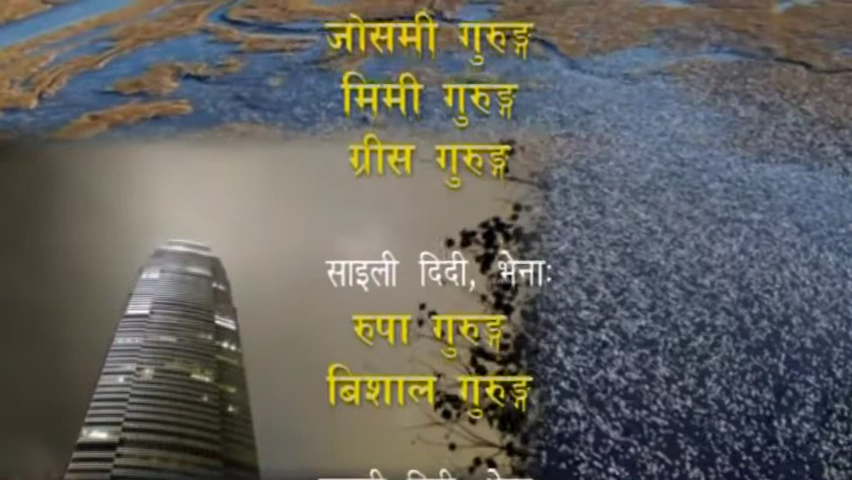 जोसमी गुरुङ्ग
मिमी गुरुङ्ग
ग्रीस गुरुङ्ग
साइली दिदी, भेनाः
रुपा गुरुङ्ग
बिशाल गुरुङ्ग